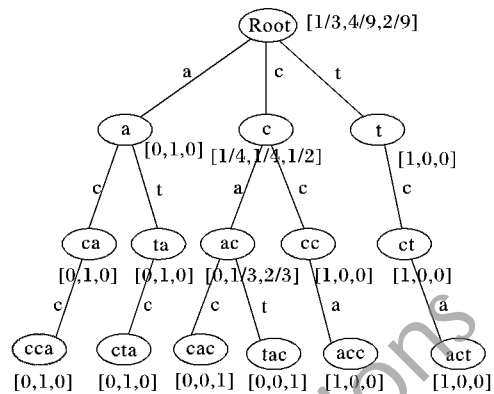 Root [1/3,4/9,2/9]
a c t
a c t
[0,1,0] [1/4,1/4,1/2] [1,0,0]
c t a c c
ca ta ac cc ct
[0,1,0] [0,1,0] [0,1/3,2/3] [1,0,0] [1,0,0]
c c c t a a
cca cta cac tac acc act
[0,1,0] [0,1,0] [0,0,1] [0,0,1] [1,0,0] [1,0,0]
ons